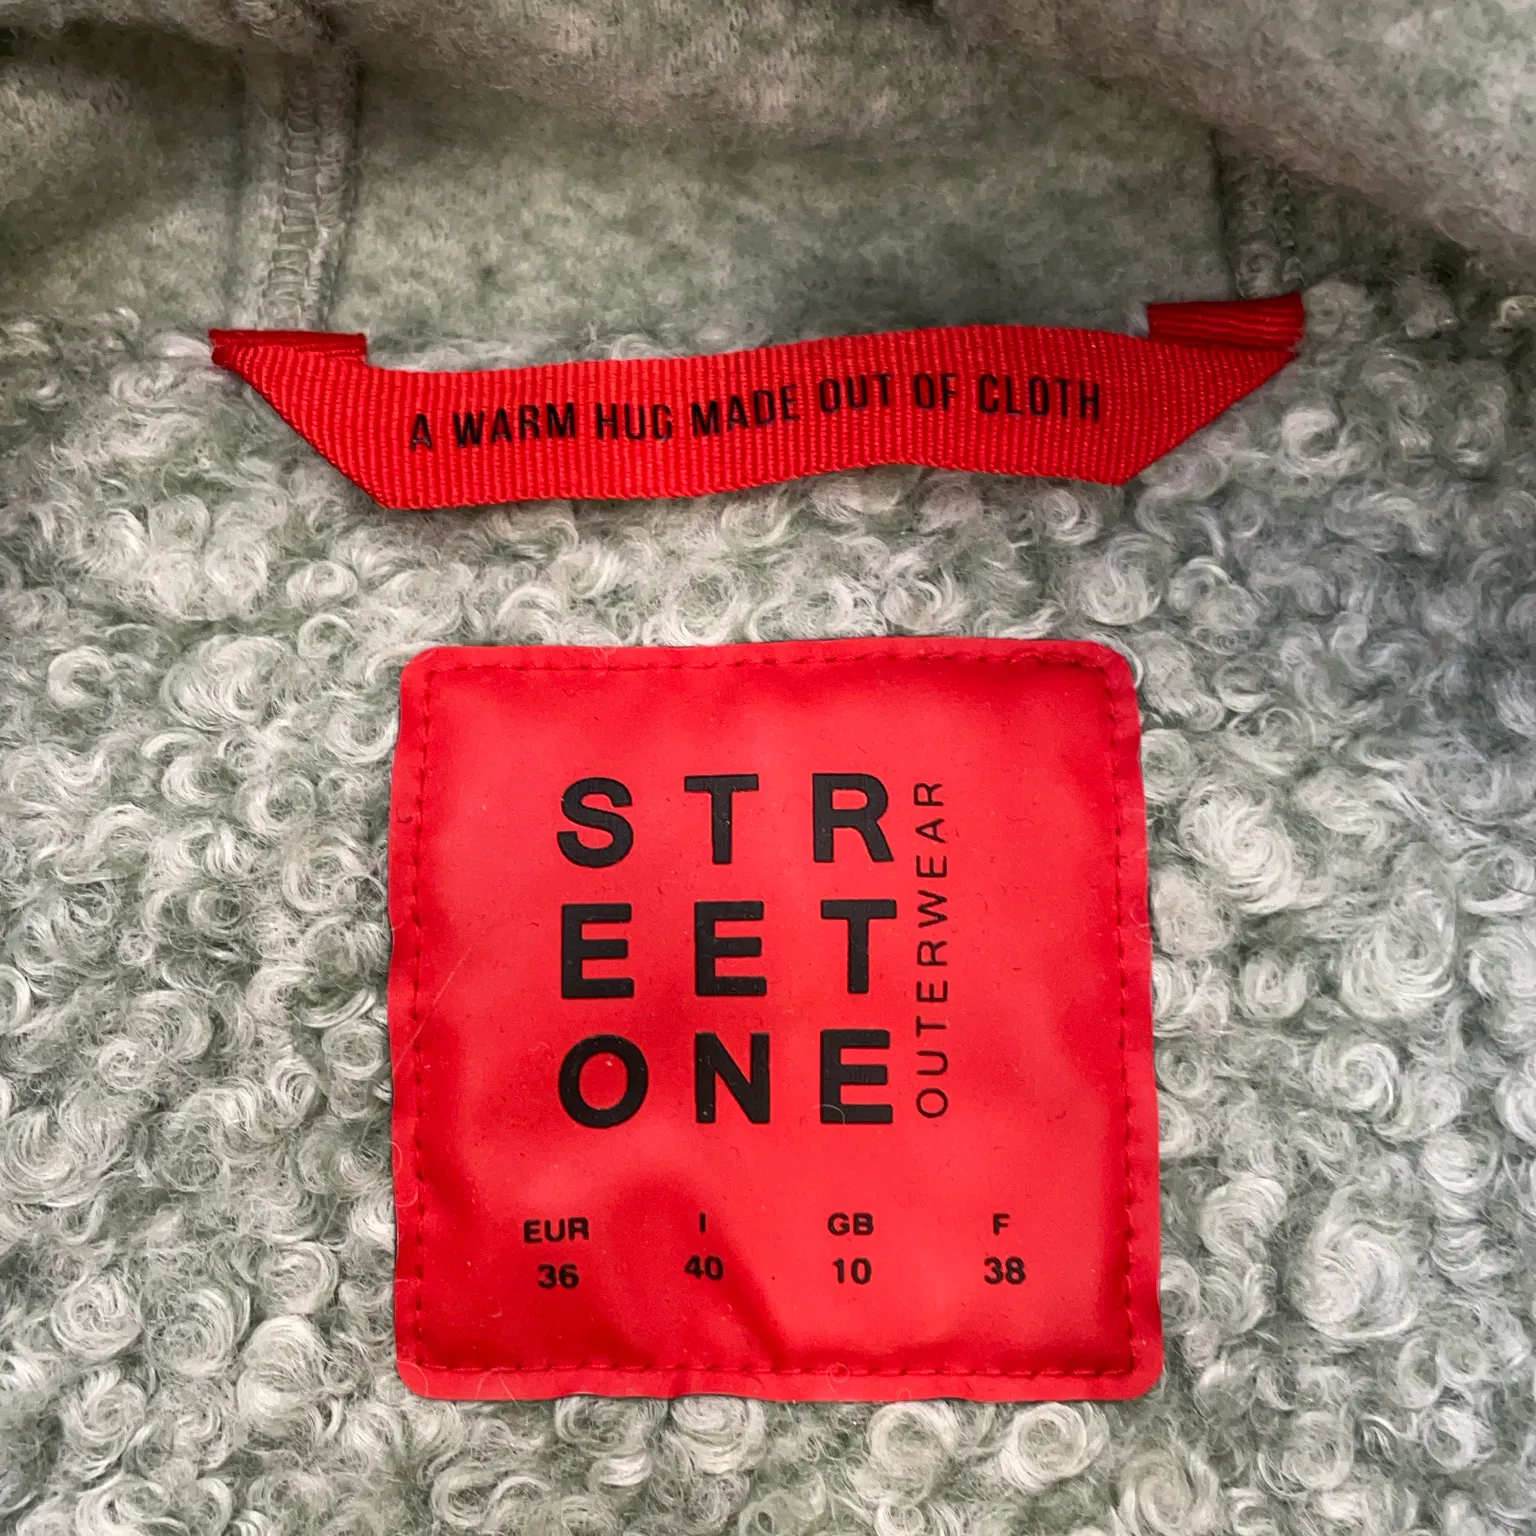 A WARM HUG MADE OUT OF CLOTH
STR
EET
ONE
OUTERWEAR
EUR I GB F
36 40 10 38